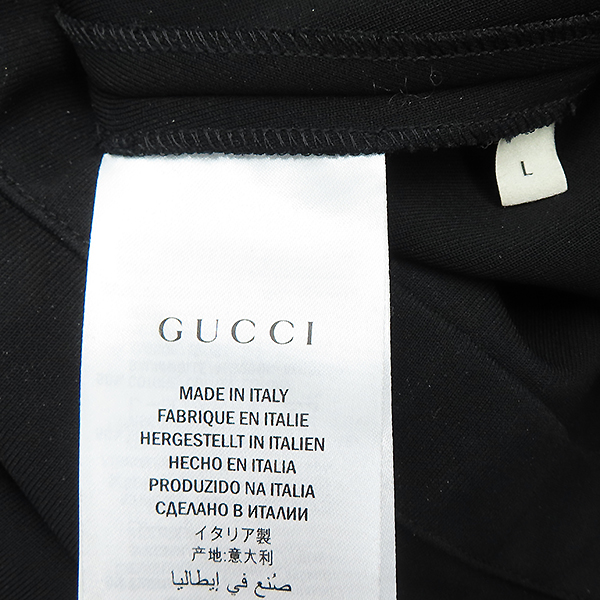 L
GUCCI
MADE IN ITALY
FABRIQUE EN ITALIE
HERGESTELLT IN ITALIEN
HECHO EN ITALIA
PRODUZIDO NA ITALIA
СДЕЛАНО В ИТАЛИИ
イタリア製
产地:意大利
صُنع في إيطاليا